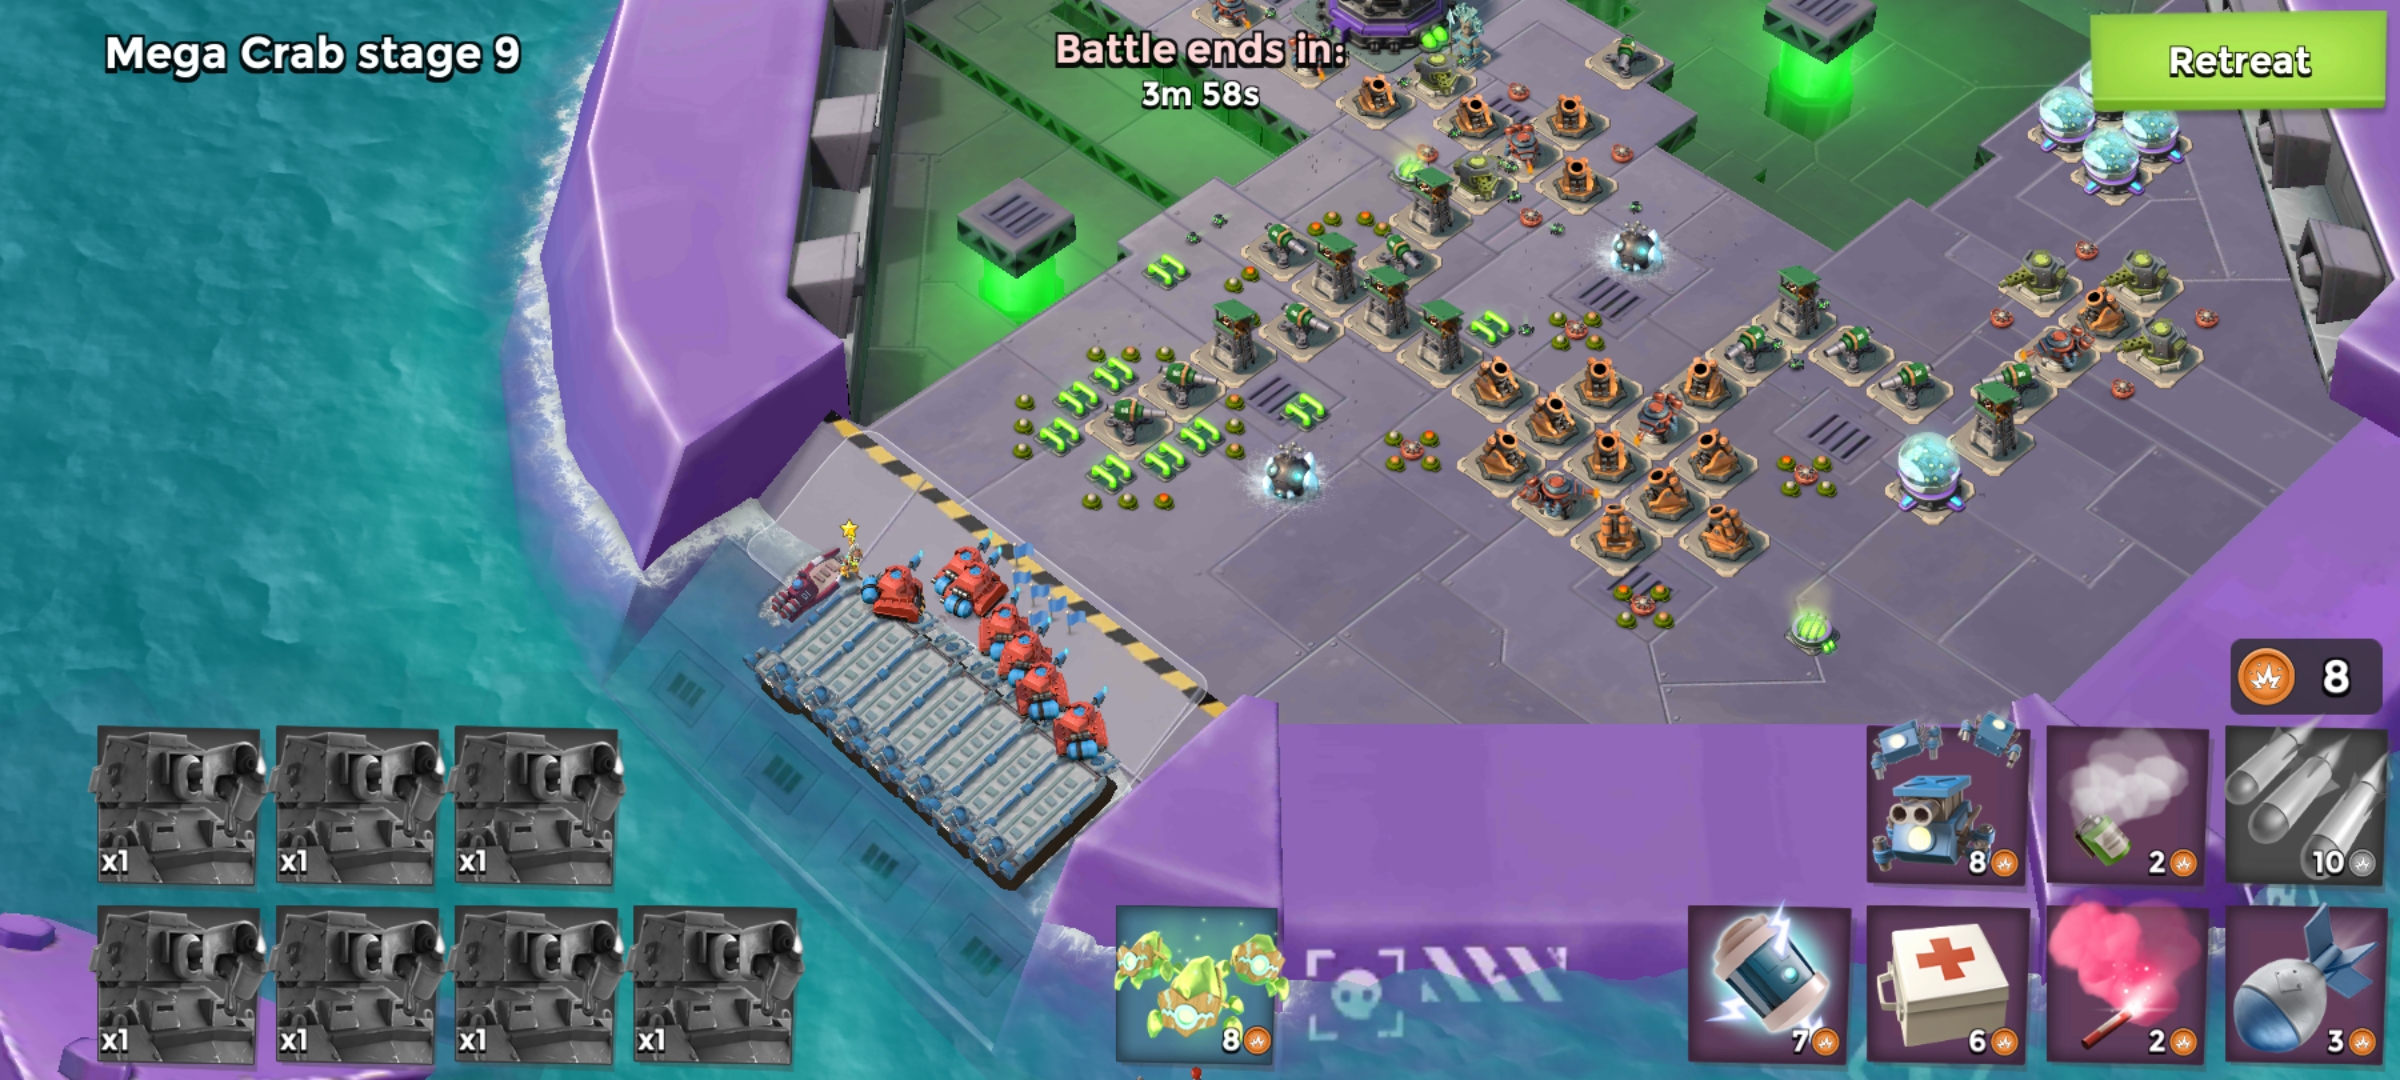 Mega Crab stage 9
Battle ends in:
3m 58s
Retreat
8
8
2
10
x1
x1
x1
x1
x1
x1
x1
8
7
6
2
3